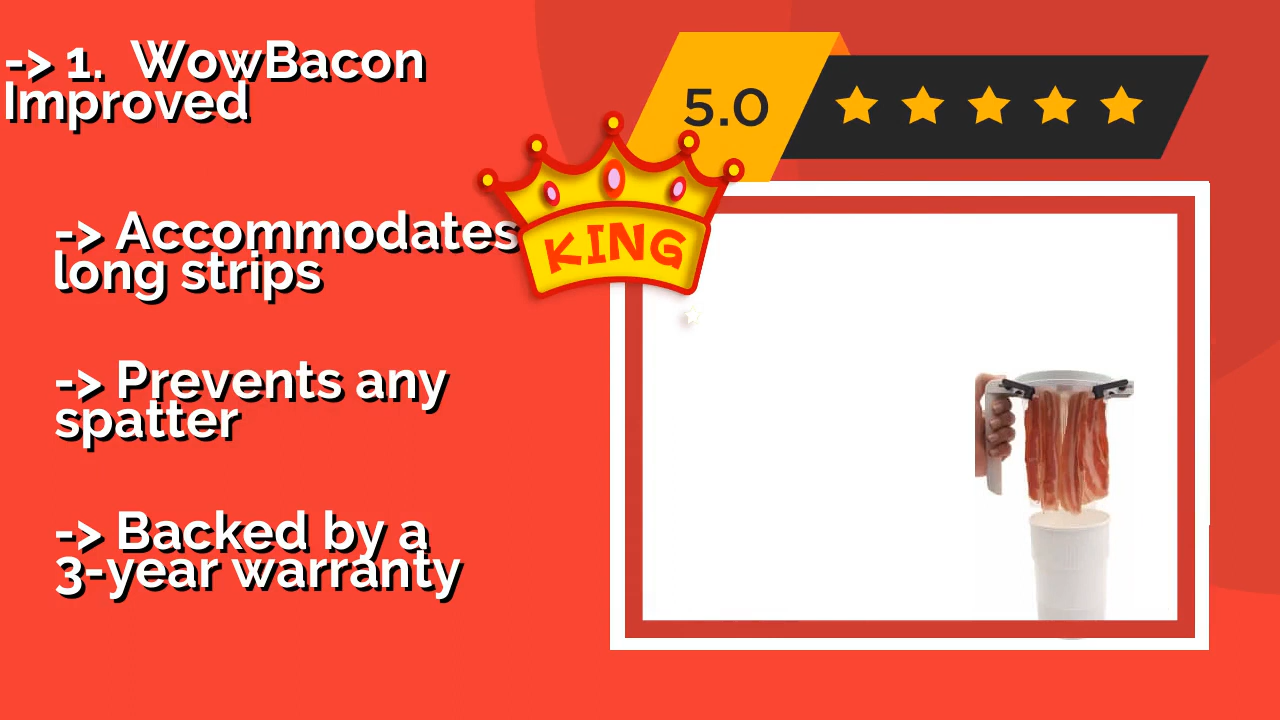 -> 1. WowBacon
Improved
5.0
KING
-> Accommodates
long strips
-> Prevents any
spatter
-> Backed by a
3-year warranty